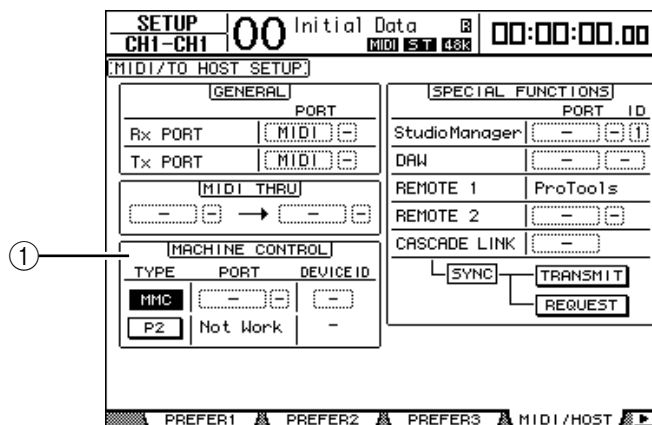 SETUP
CH1-CH1
00
Initial Data
R
MIDI ST 48K
00:00:00.00
MIDI/TO HOST SETUP
GENERAL
PORT
Rx PORT MIDI -
Tx PORT MIDI -
MIDI THRU
- - → - -
MACHINE CONTROL
TYPE PORT DEVICE ID
MMC - - -
P2 Not Work -
SPECIAL FUNCTIONS
PORT ID
StudioManager - - 1
DAW - -
REMOTE 1 ProTools
REMOTE 2 - -
CASCADE LINK -
SYNC TRANSMIT
REQUEST
1
PREFER1 PREFER2 PREFER3 MIDI/HOST